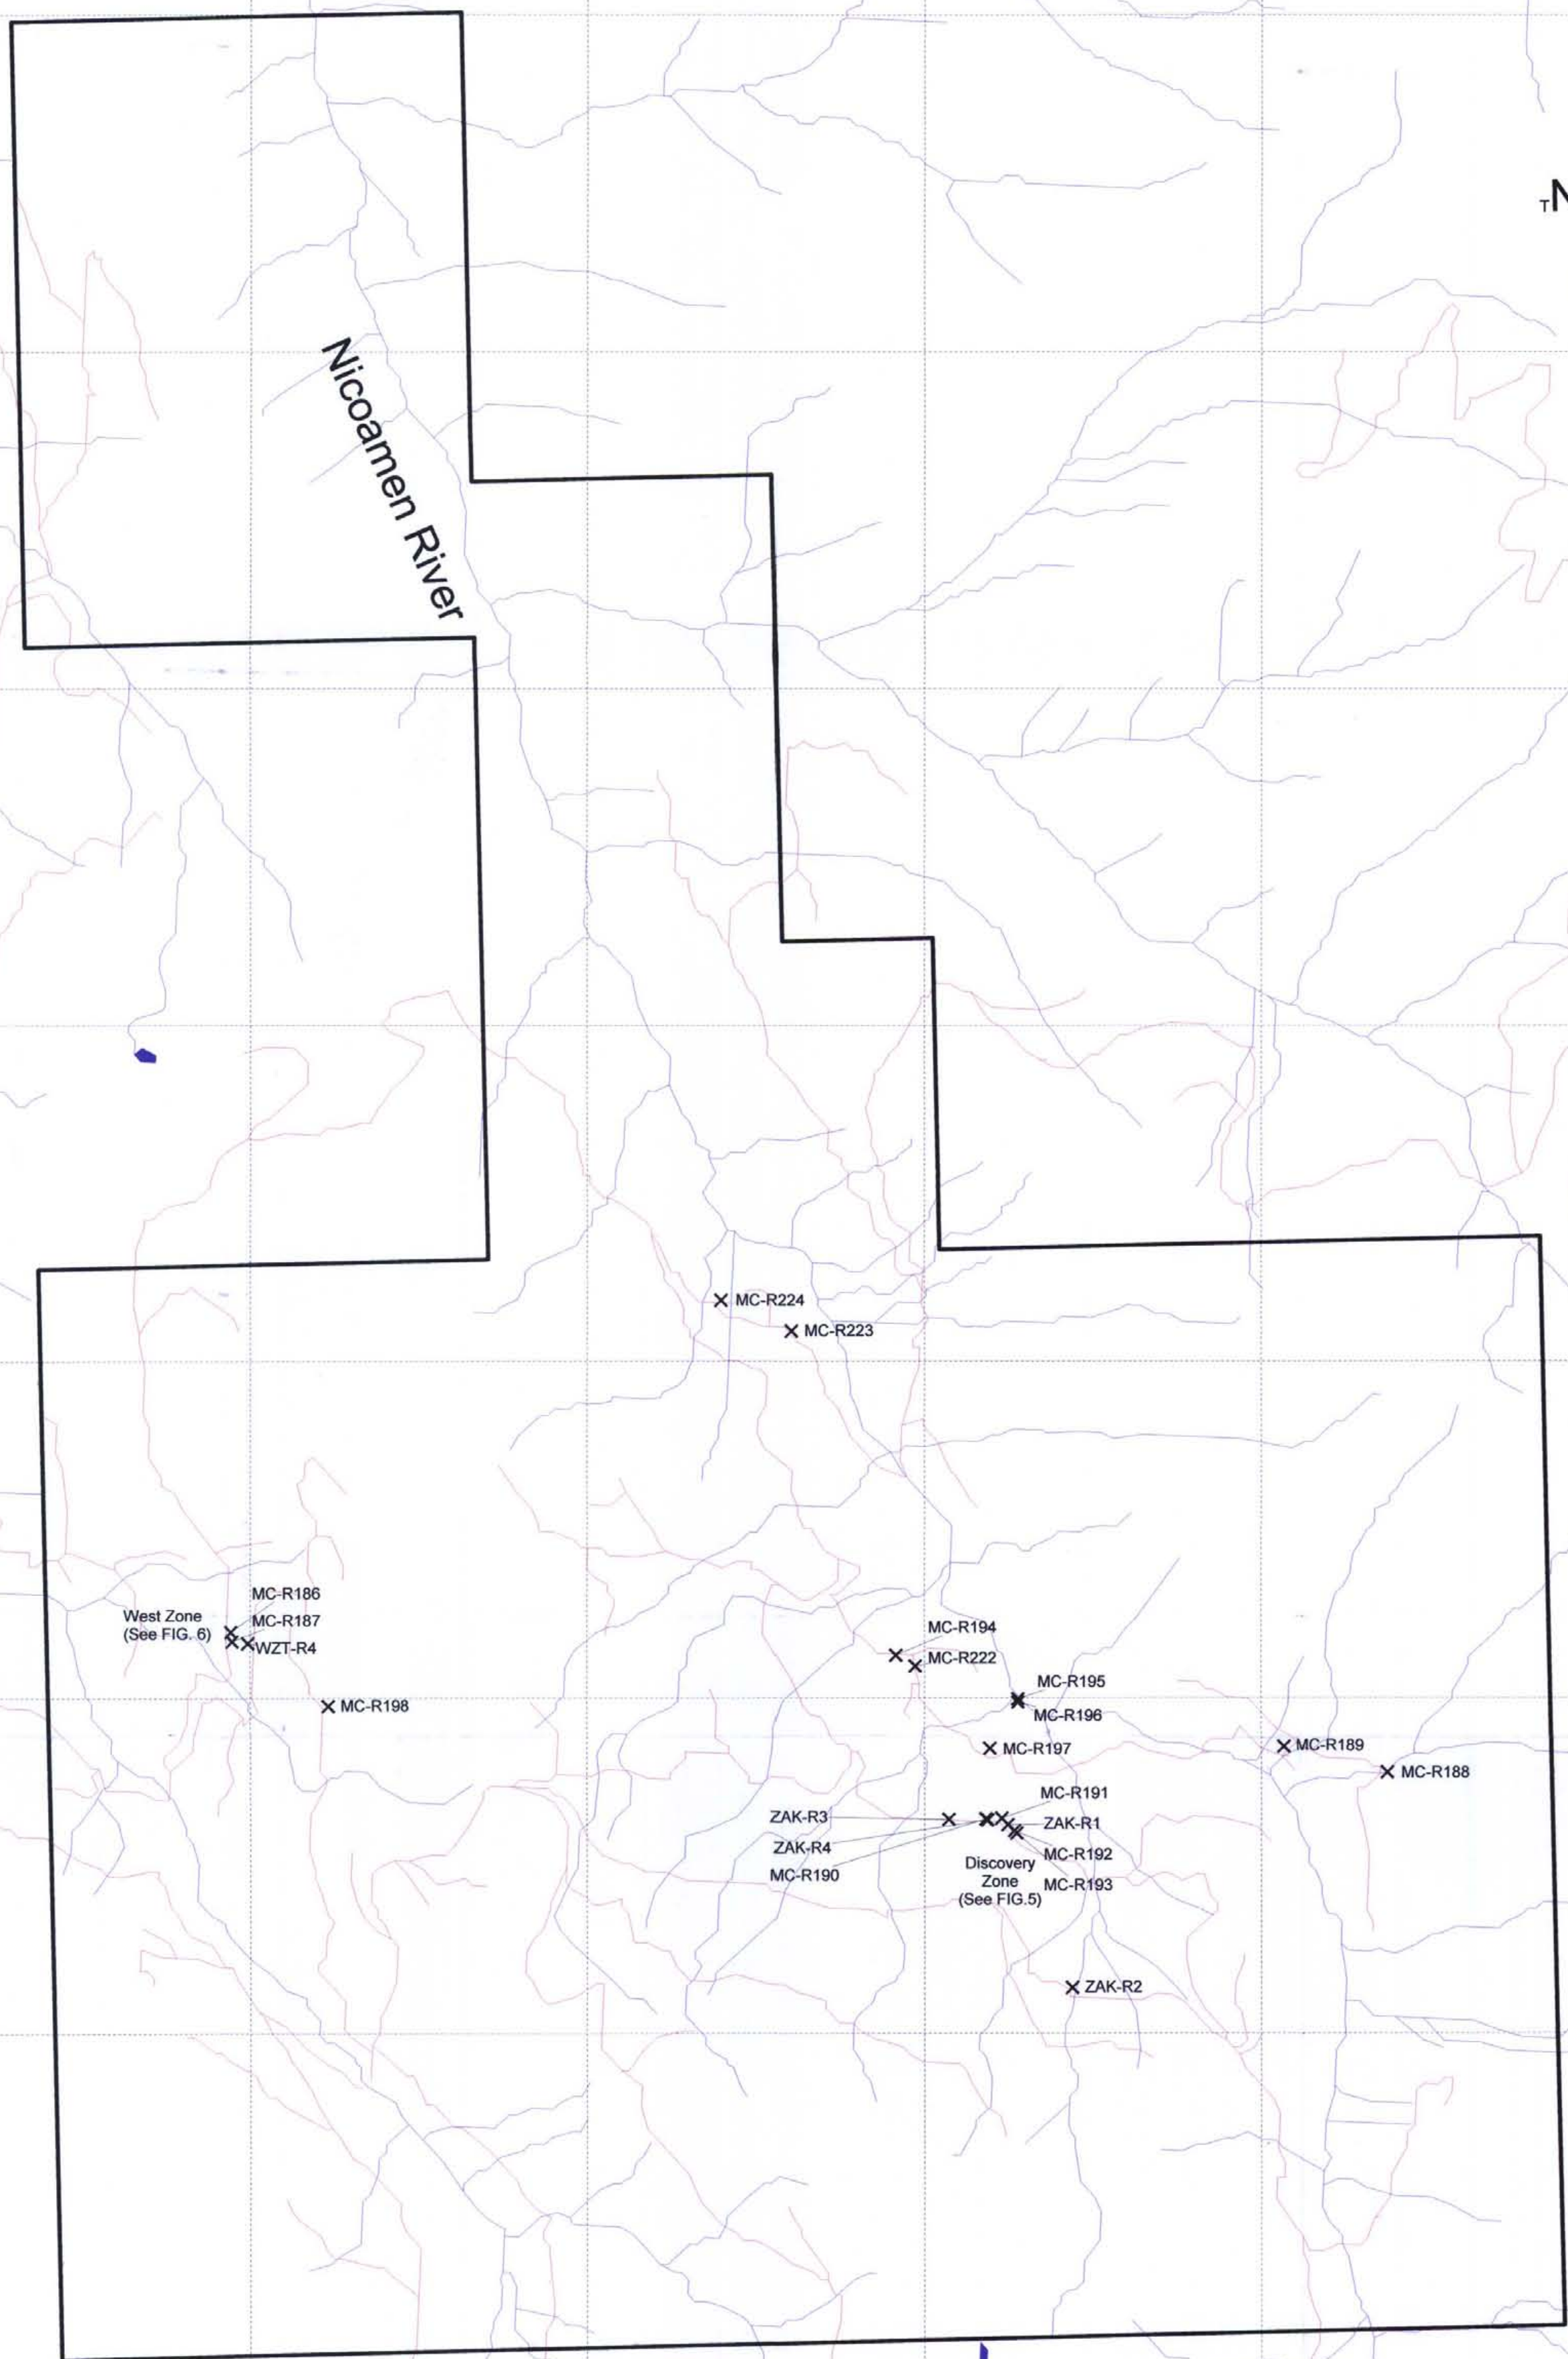 N
T
Nicoamen River
MC-R224
MC-R223
MC-R186
West Zone
MC-R187
(See FIG. 6)
WZT-R4
MC-R194
MC-R222
MC-R195
MC-R198
MC-R196
MC-R197
MC-R189
MC-R188
MC-R191
ZAK-R3
ZAK-R1
ZAK-R4
MC-R192
Discovery
MC-R190
Zone
MC-R193
(See FIG.5)
ZAK-R2